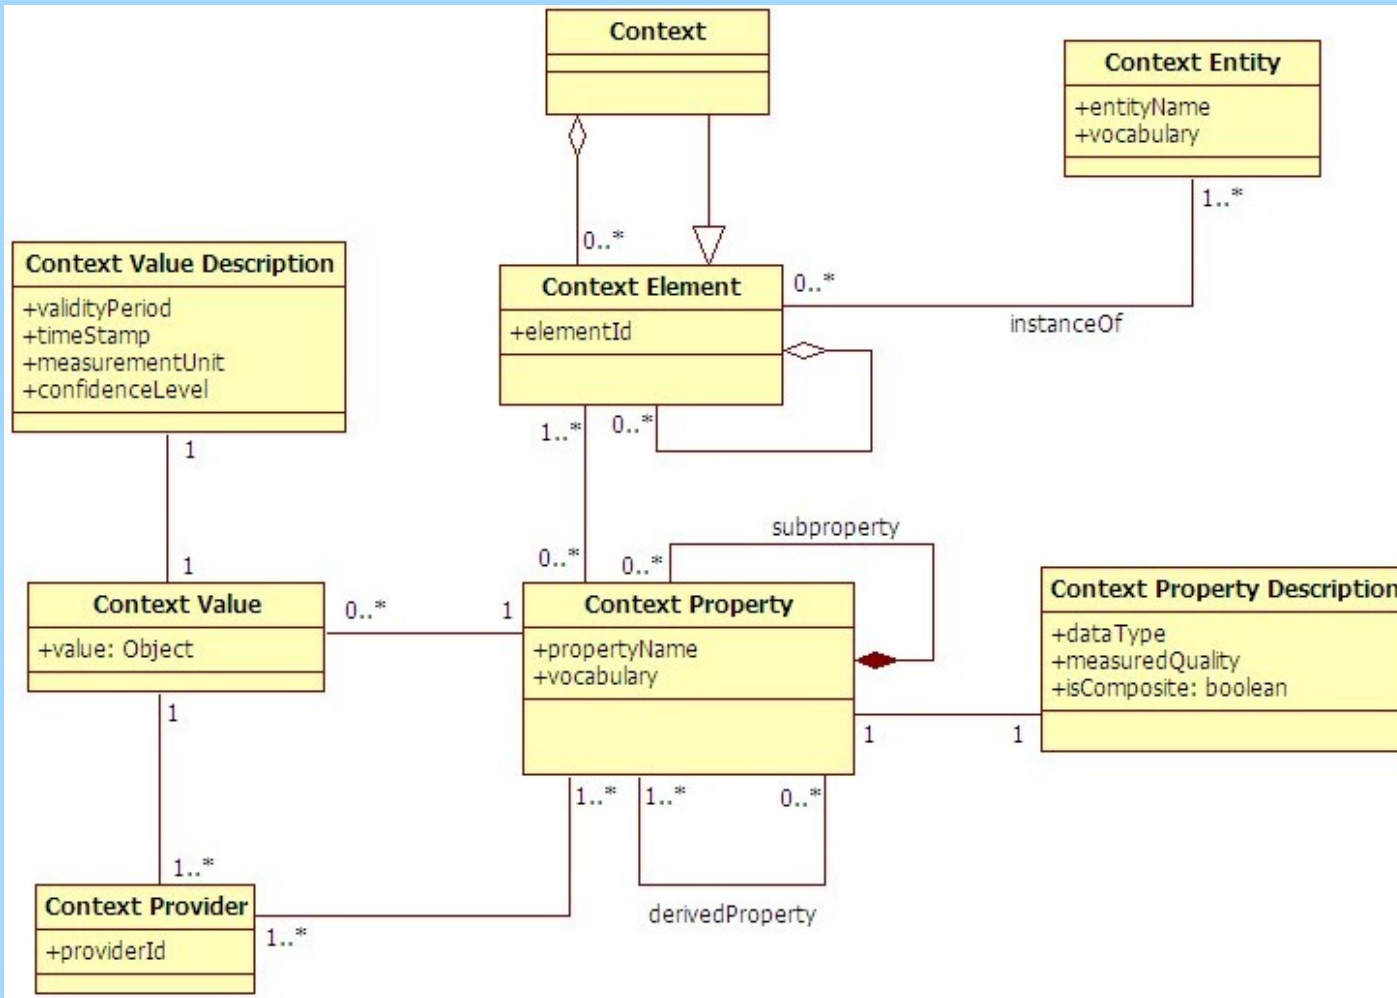 Context
Context Entity
+entityName
+vocabulary
1..*
0..*
Context Value Description
+validityPeriod
+timeStamp
+measurementUnit
+confidenceLevel
Context Element
+elementId
0..*
instanceOf
1
1..*
0..*
subproperty
1
0..*
0..*
Context Value
+value: Object
0..*
1
Context Property
+propertyName
+vocabulary
Context Property Description
+dataType
+measuredQuality
+isComposite: boolean
1
1
1
1..*
1..*
0..*
1..*
Context Provider
+providerId
1..*
derivedProperty